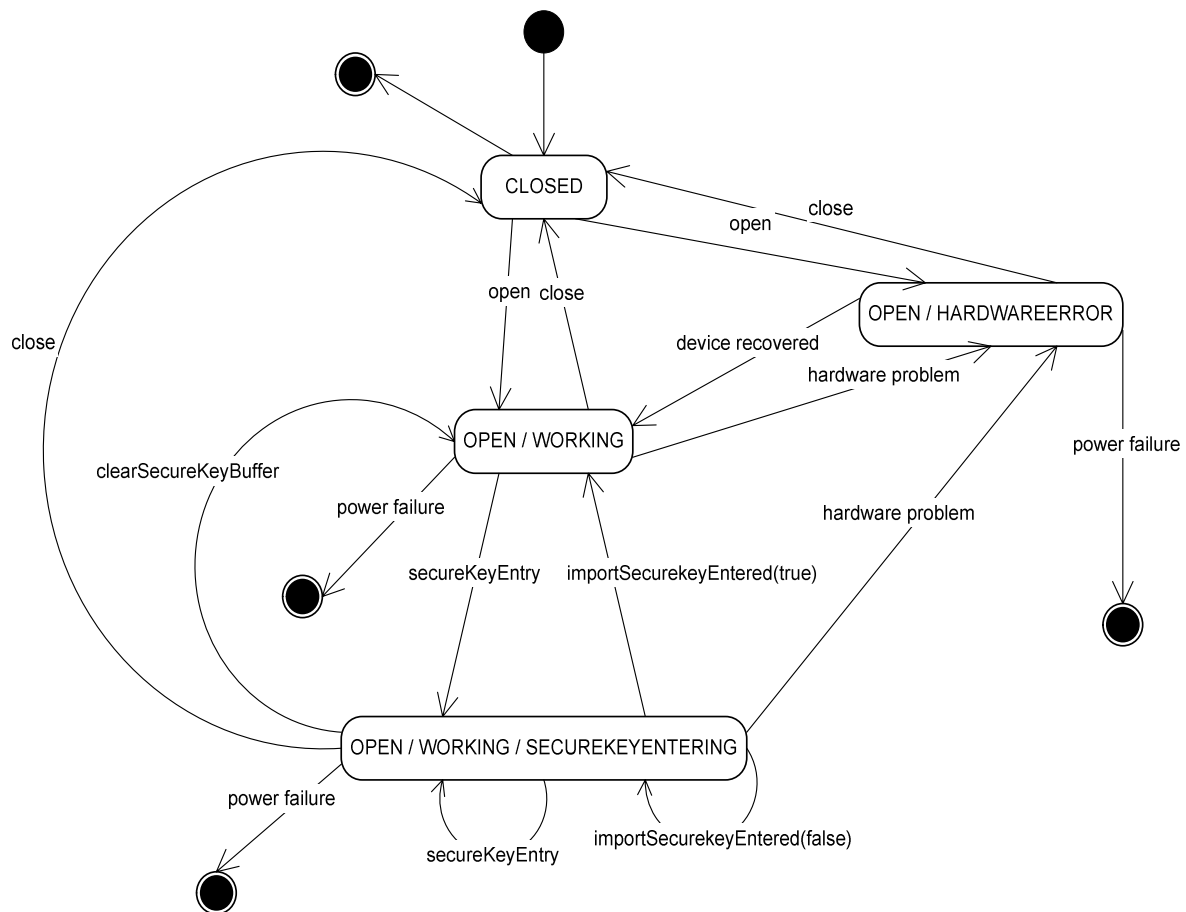 CLOSED
close
open
open
close
OPEN / HARDWAREERROR
close
device recovered
hardware problem
OPEN / WORKING
power failure
clearSecureKeyBuffer
power failure
hardware problem
secureKeyEntry
importSecurekeyEntered(true)
OPEN / WORKING / SECUREKEYENTERING
power failure
importSecurekeyEntered(false)
secureKeyEntry